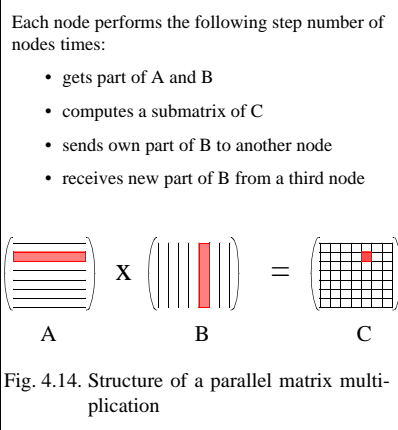 Each node performs the following step number of
nodes times:
• gets part of A and B
• computes a submatrix of C
• sends own part of B to another node
• receives new part of B from a third node
x =
A B C
Fig. 4.14. Structure of a parallel matrix multi-
plication